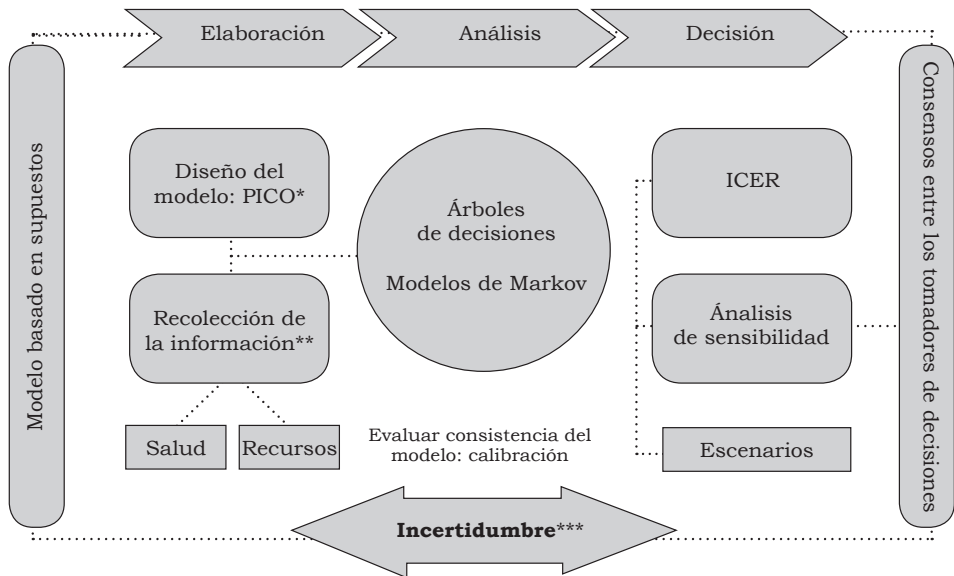 Elaboración
Análisis
Decisión
Modelo basado en supuestos
Diseño del
modelo: PICO*
Recolección de
la información**
Salud
Recursos
Árboles
de decisiones
Modelos de Markov
Evaluar consistencia del
modelo: calibración
ICER
Ánalisis
de sensibilidad
Escenarios
Consensos entre los tomadores de decisiones
Incertidumbre***